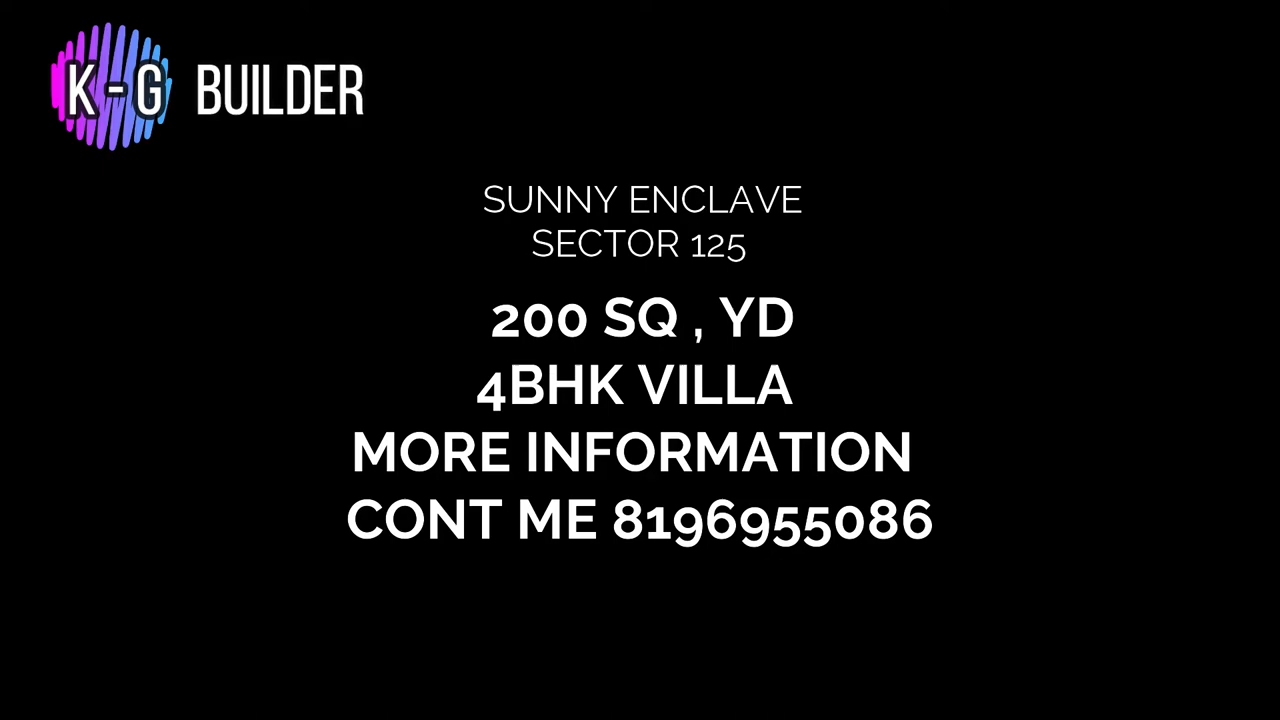 K-G BUILDER
SUNNY ENCLAVE
SECTOR 125
200 SQ , YD
4BHK VILLA
MORE INFORMATION
CONT ME 8196955086